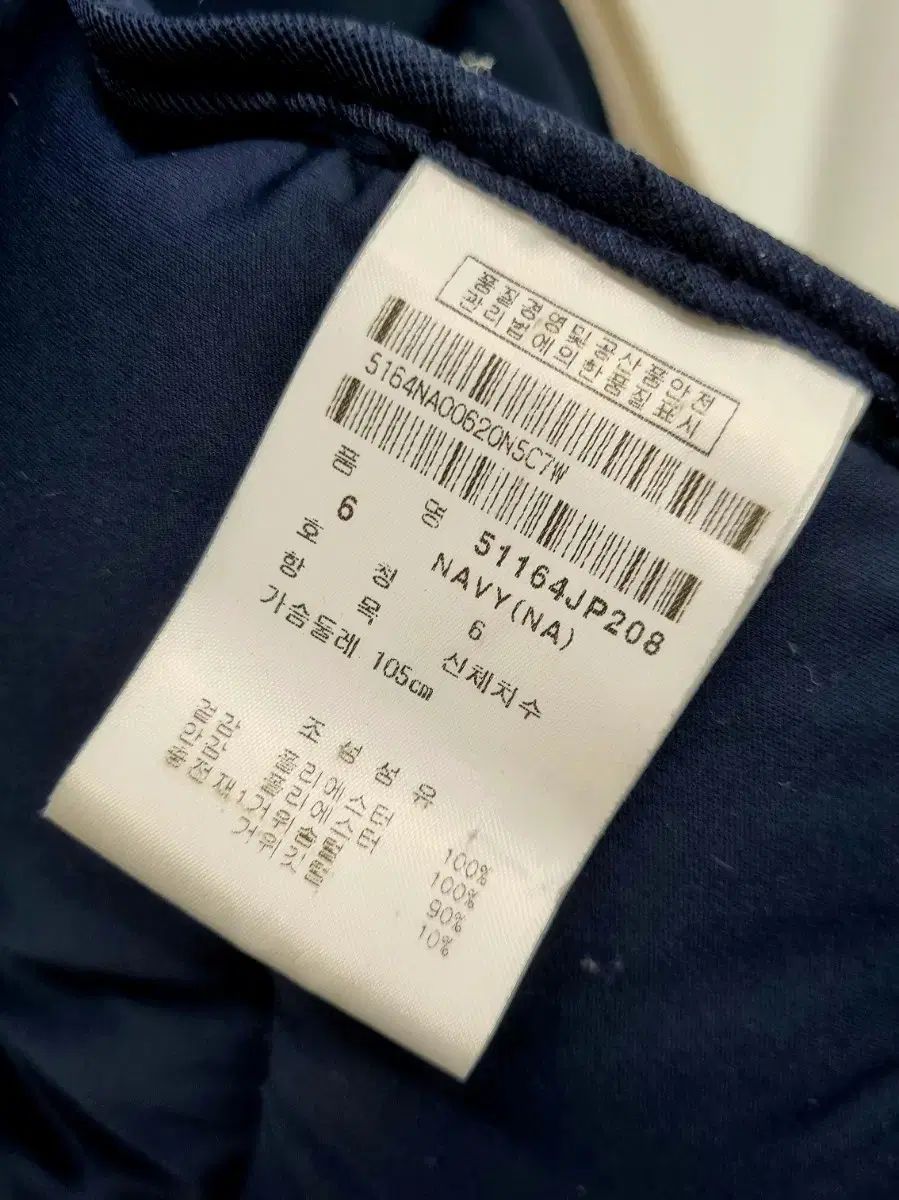 품질경영및공산품안전
관리법에의한품질표시
5164NA00620N5C7W
품 명 51164JP208
6 NAVY(NA)
호 칭 6
항 목 신체치수
가슴둘레 105cm
조성섬유
겉감 폴리에스터 100%
안감 폴리에스터 100%
충전재1 거위솜털 90%
거위깃털 10%